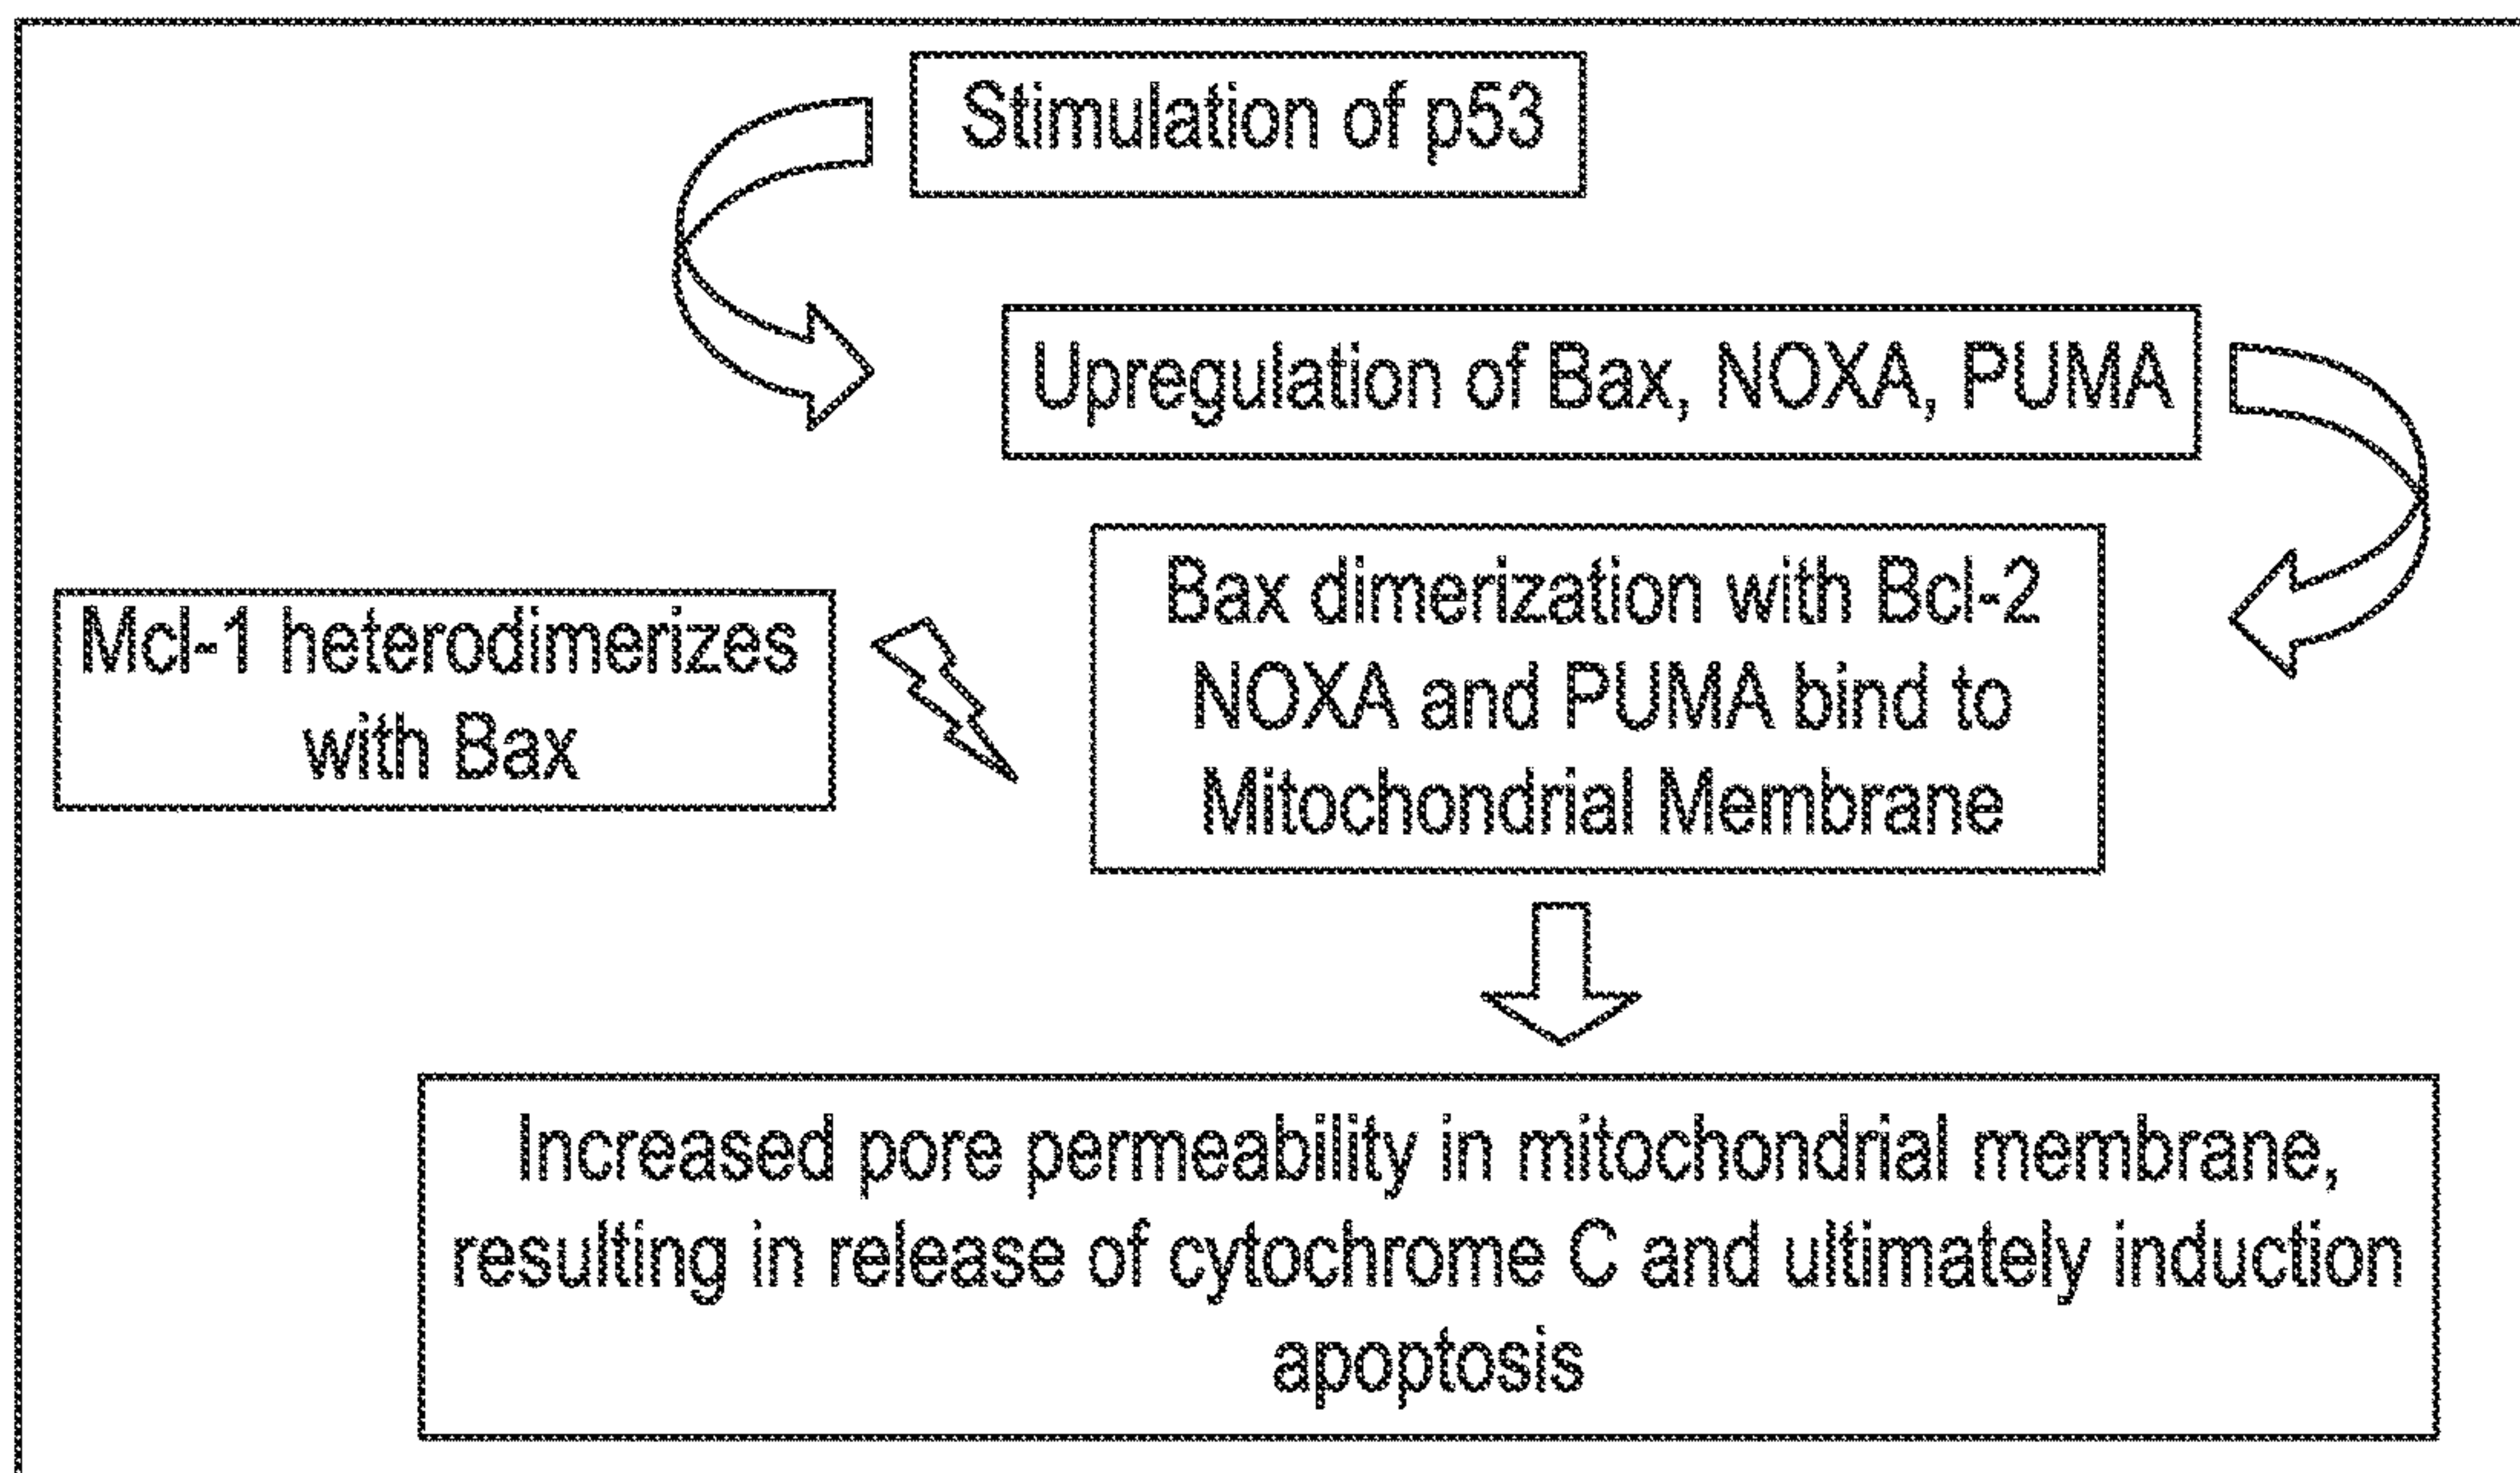 Stimulation of p53
Upregulation of Bax, NOXA, PUMA
Mcl-1 heterodimerizes
with Bax
Bax dimerization with Bcl-2
NOXA and PUMA bind to
Mitochondrial Membrane
Increased pore permeability in mitochondrial membrane,
resulting in release of cytochrome C and ultimately induction
apoptosis